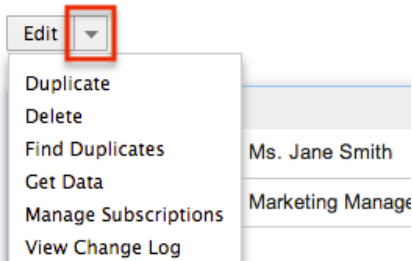 Edit
Duplicate
Delete
Find Duplicates
Ms. Jane Smith
Get Data
Manage Subscriptions
Marketing Manage
View Change Log